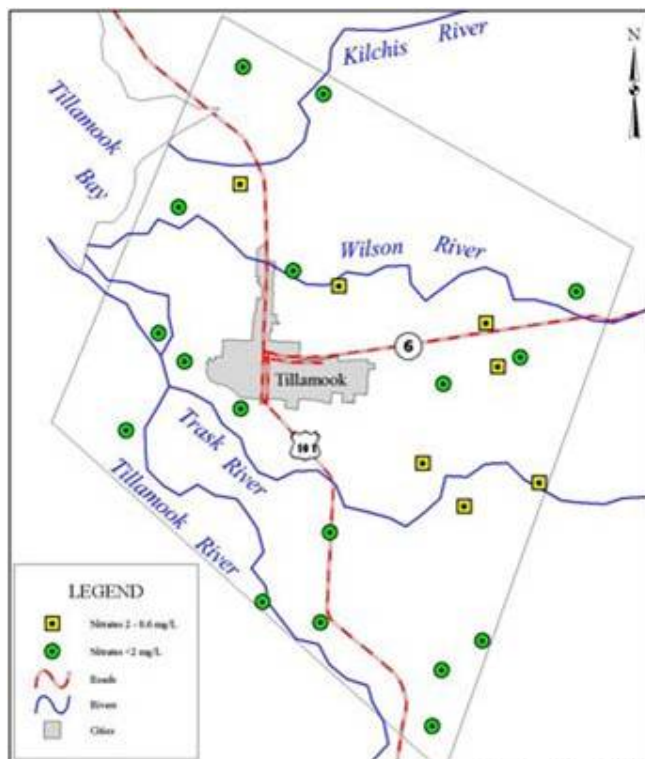 Kilchis River
N
Tillamook
Bay
Wilson River
6
Tillamook
101
Trask
River
Tillamook
River
LEGEND
Nitrates 2 - 0.6 mg/L
Nitrates <2 mg/L
Roads
Rivers
Cities